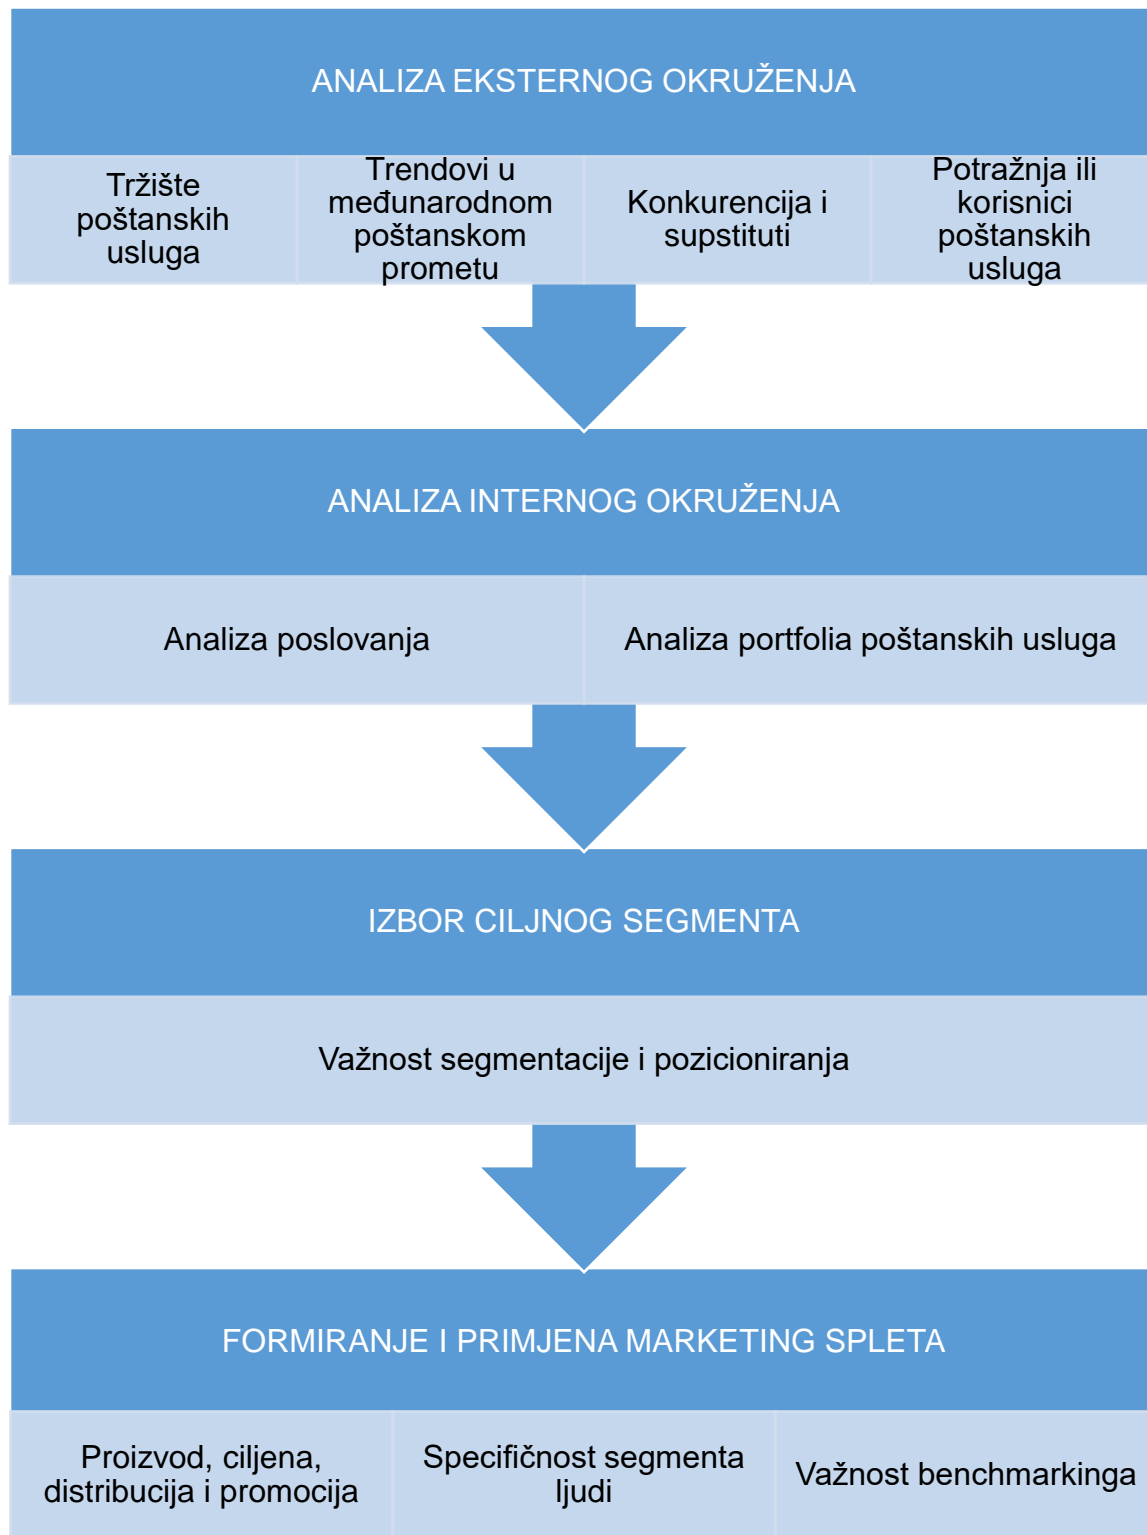 ANALIZA EKSTERNOG OKRUŽENJA
Tržište
poštanskih
usluga
Trendovi u
međunarodnom
poštanskom
prometu
Konkurencija i
supstituti
Potražnja ili
korisnici
poštanskih
usluga
ANALIZA INTERNOG OKRUŽENJA
Analiza poslovanja
Analiza portfolia poštanskih usluga
IZBOR CILJNOG SEGMENTA
Važnost segmentacije i pozicioniranja
FORMIRANJE I PRIMJENA MARKETING SPLETA
Proizvod, ciljena,
distribucija i promocija
Specifičnost segmenta
ljudi
Važnost benchmarkinga